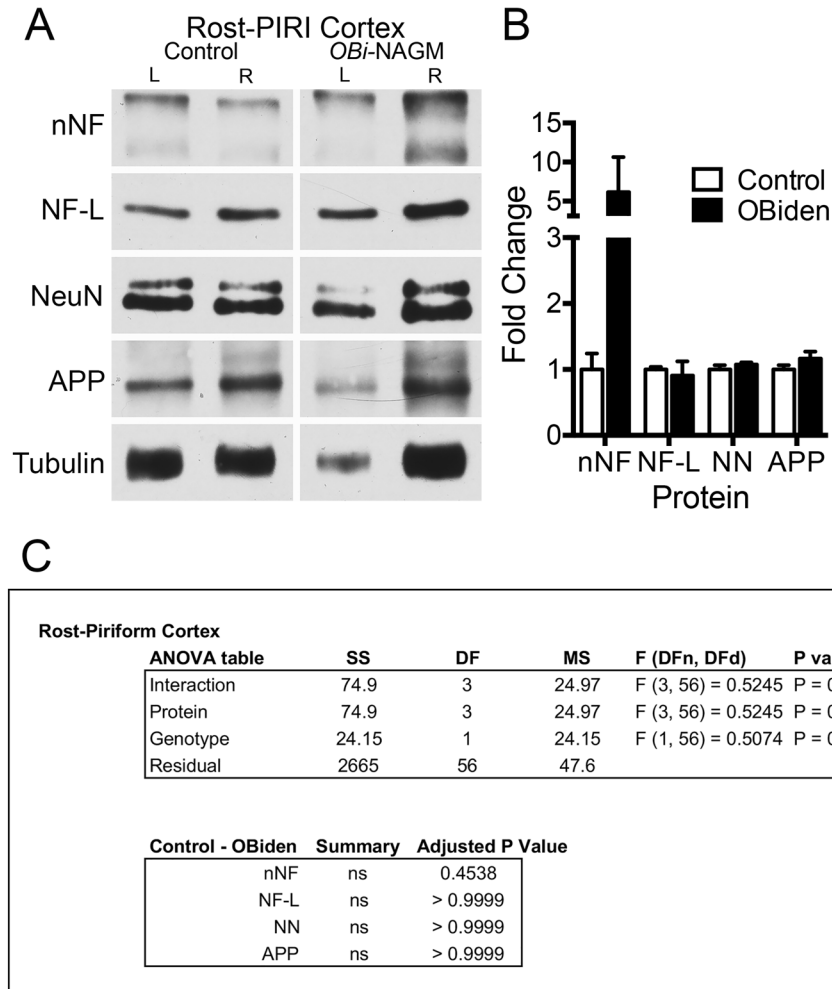 A
Rost-PIRI Cortex
Control OBi-NAGM
L R L R
nNF
NF-L
NeuN
APP
Tubulin
B
15
10
5
3
2
1
0
Fold Change
Control
OBiden
nNF NF-L NN APP
Protein
C
Rost-Piriform Cortex
ANOVA table SS DF MS F (DFn, DFd) P va
Interaction 74.9 3 24.97 F (3, 56) = 0.5245 P = 0
Protein 74.9 3 24.97 F (3, 56) = 0.5245 P = 0
Genotype 24.15 1 24.15 F (1, 56) = 0.5074 P = 0
Residual 2665 56 47.6
Control - OBiden Summary Adjusted P Value
nNF ns 0.4538
NF-L ns > 0.9999
NN ns > 0.9999
APP ns > 0.9999